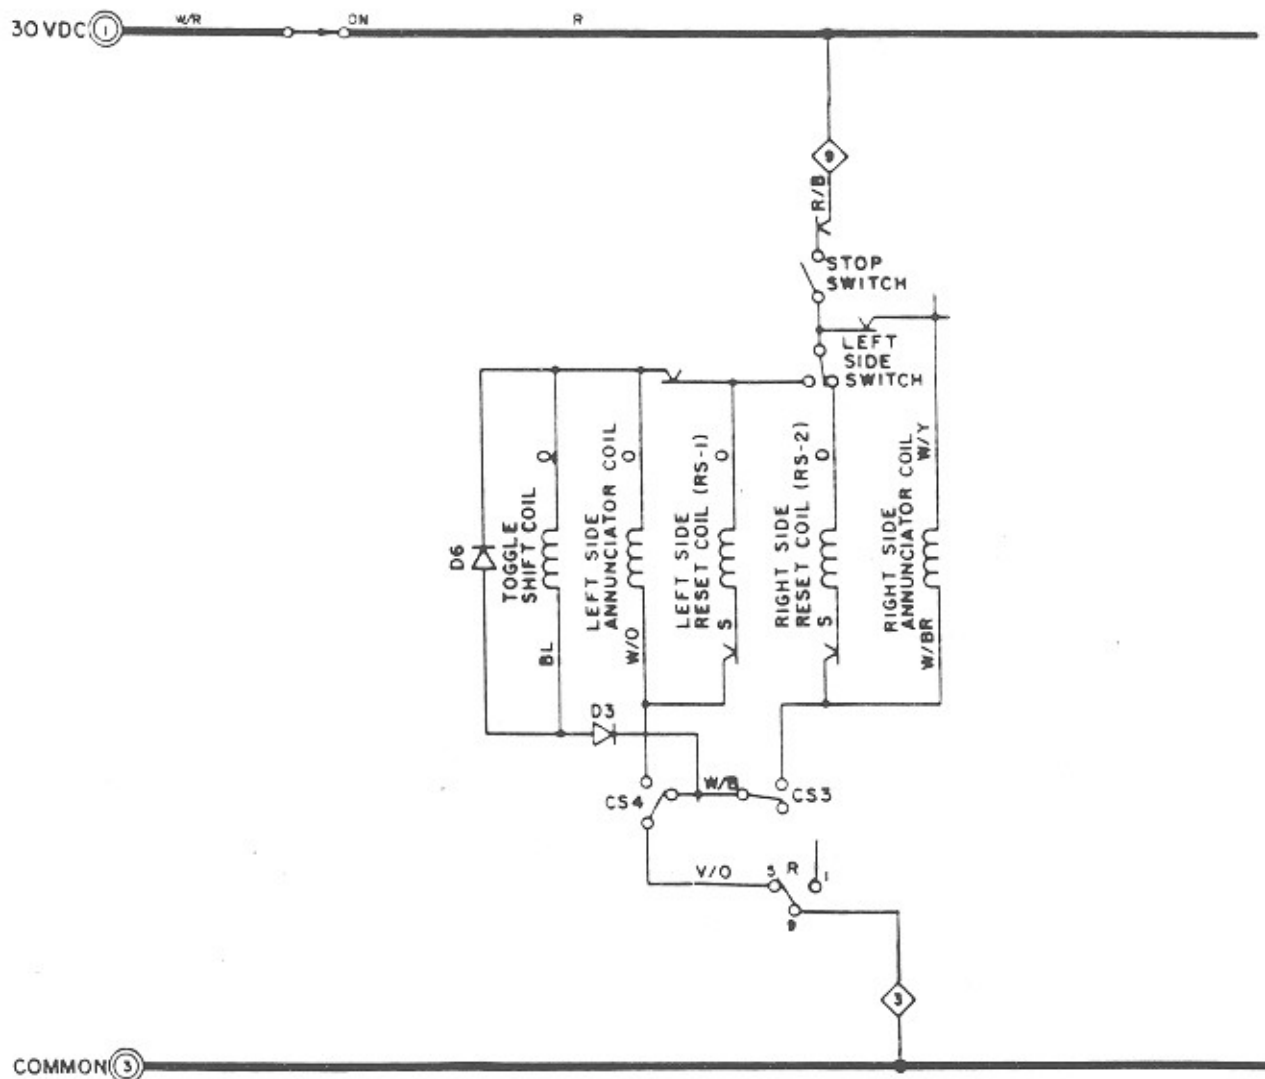 W/R
ON
R
30 VDC 1
9
R/B
STOP
SWITCH
LEFT
SIDE
SWITCH
O
O
O
O
W/Y
D6
TOGGLE
SHIFT COIL
LEFT SIDE
ANNUNCIATOR COIL
LEFT SIDE
RESET COIL (RS-1)
RIGHT SIDE
RESET COIL (RS-2)
RIGHT SIDE
ANNUNCIATOR COIL
BL
W/O
S
S
W/BR
D3
CS4
W/B
CS3
V/O
5
R
1
9
3
COMMON 3